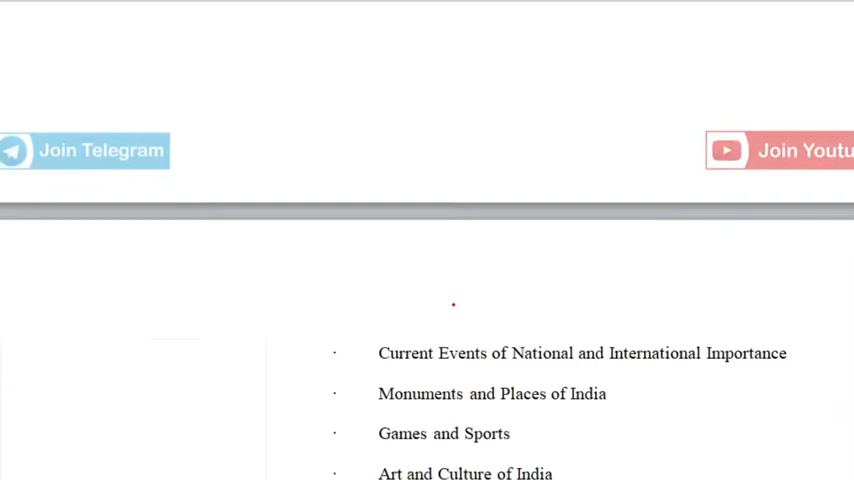 Join Telegram
Join Youtu
· Current Events of National and International Importance
· Monuments and Places of India
· Games and Sports
· Art and Culture of India